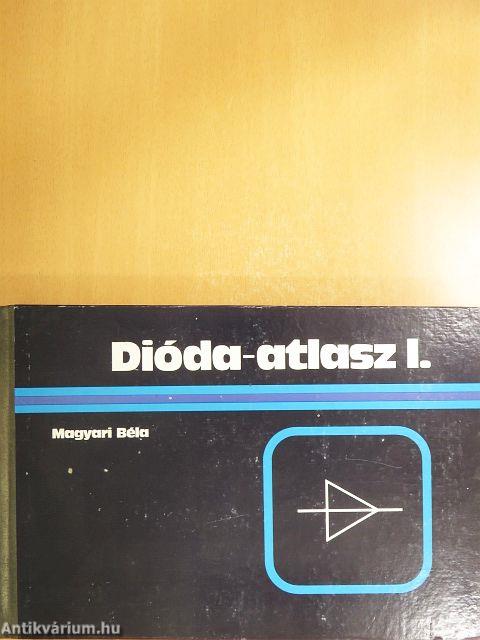 Dióda-atlasz I.
Magyari Béla
Antikvárium.hu